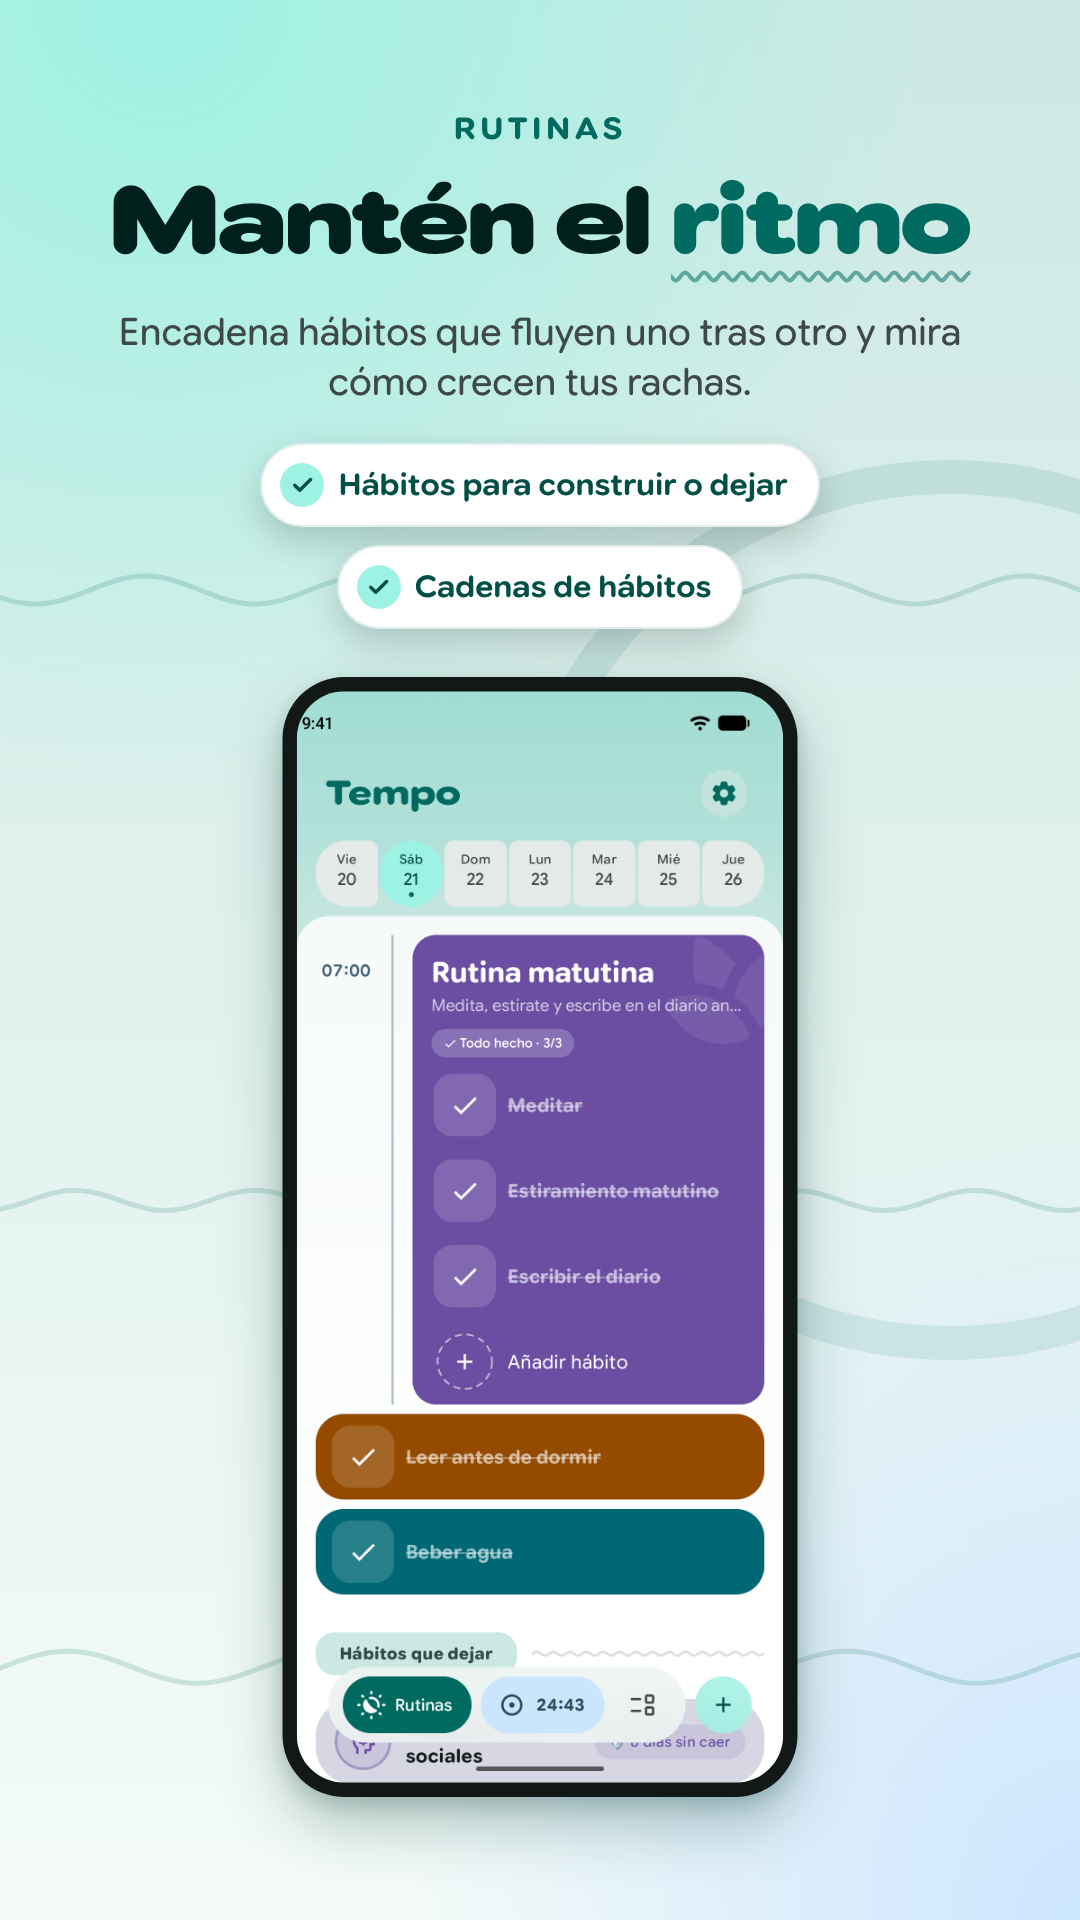 RUTINAS
Mantén el ritmo
Encadena hábitos que fluyen uno tras otro y mira
cómo crecen tus rachas.
Hábitos para construir o dejar
Cadenas de hábitos
9:41
Tempo
Vie Sáb Dom Lun Mar Mié Jue
20 21 22 23 24 25 26
07:00
Rutina matutina
Medita, estírate y escribe en el diario an...
Todo hecho · 3/3
Meditar
Estiramiento matutino
Escribir el diario
Añadir hábito
Leer antes de dormir
Beber agua
Hábitos que dejar
Rutinas
24:43
sociales
días sin caer